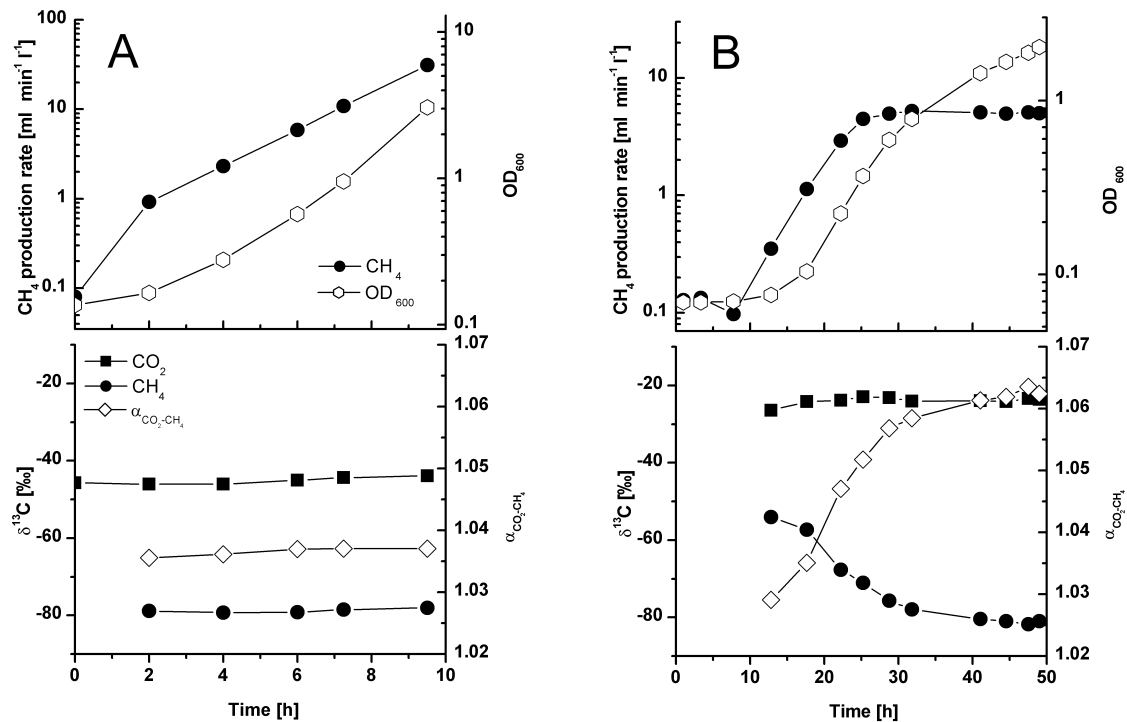 A
CH₄ production rate [ml min⁻¹ l⁻¹]
100
10
1
0.1
10
1
0.1
OD₆₀₀
CH₄
OD₆₀₀
B
CH₄ production rate [ml min⁻¹ l⁻¹]
10
1
0.1
1
0.1
OD₆₀₀
CO₂
CH₄
α CO₂-CH₄
δ¹³C [‰]
-20
-40
-60
-80
1.07
1.06
1.05
1.04
1.03
1.02
α CO₂-CH₄
0
2
4
6
8
10
Time [h]
δ¹³C [‰]
-20
-40
-60
-80
1.07
1.06
1.05
1.04
1.03
1.02
α CO₂-CH₄
0
10
20
30
40
50
Time [h]